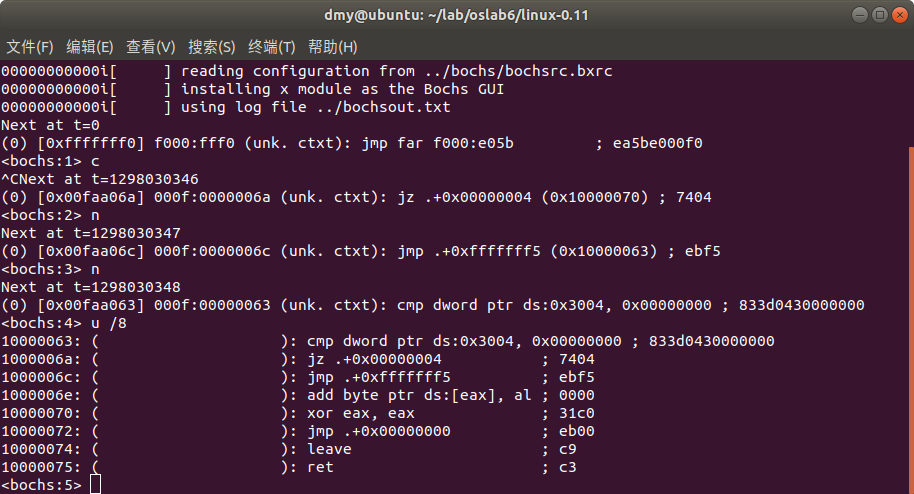 dmy@ubuntu: ~/lab/oslab6/linux-0.11
文件(F) 编辑(E) 查看(V) 搜索(S) 终端(T) 帮助(H)
00000000000i[     ] reading configuration from ../bochs/bochsrc.bxrc
00000000000i[     ] installing x module as the Bochs GUI
00000000000i[     ] using log file ../bochsout.txt
Next at t=0
(0) [0xfffffff0] f000:fff0 (unk. ctxt): jmp far f000:e05b         ; ea5be000f0
<bochs:1> c
^CNext at t=1298030346
(0) [0x00faa06a] 000f:0000006a (unk. ctxt): jz .+0x00000004 (0x10000070) ; 7404
<bochs:2> n
Next at t=1298030347
(0) [0x00faa06c] 000f:0000006c (unk. ctxt): jmp .+0xfffffff5 (0x10000063) ; ebf5
<bochs:3> n
Next at t=1298030348
(0) [0x00faa063] 000f:00000063 (unk. ctxt): cmp dword ptr ds:0x3004, 0x00000000 ; 833d0430000000
<bochs:4> u /8
10000063: (                    ): cmp dword ptr ds:0x3004, 0x00000000 ; 833d0430000000
1000006a: (                    ): jz .+0x00000004           ; 7404
1000006c: (                    ): jmp .+0xfffffff5          ; ebf5
1000006e: (                    ): add byte ptr ds:[eax], al ; 0000
10000070: (                    ): xor eax, eax              ; 31c0
10000072: (                    ): jmp .+0x00000000          ; eb00
10000074: (                    ): leave                     ; c9
10000075: (                    ): ret                       ; c3
<bochs:5>